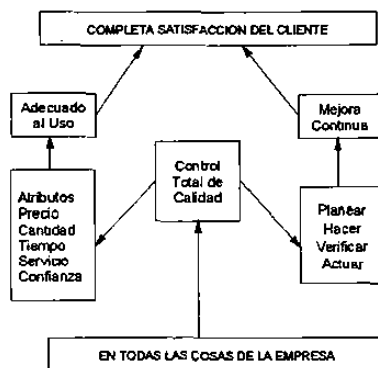 COMPLETA SATISFACCION DEL CLIENTE
Adecuado
al Uso
Mejora
Continua
Control
Total de
Calidad
Atributos
Precio
Cantidad
Tiempo
Servicio
Confianza
Planear
Hacer
Verificar
Actuar
EN TODAS LAS COSAS DE LA EMPRESA